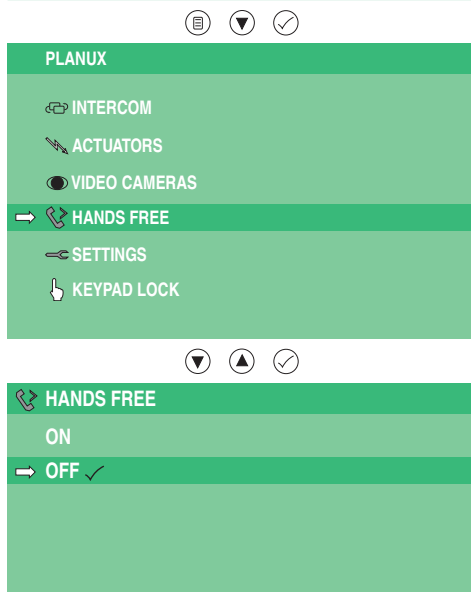 PLANUX
INTERCOM
ACTUATORS
VIDEO CAMERAS
HANDS FREE
SETTINGS
KEYPAD LOCK
HANDS FREE
ON
OFF